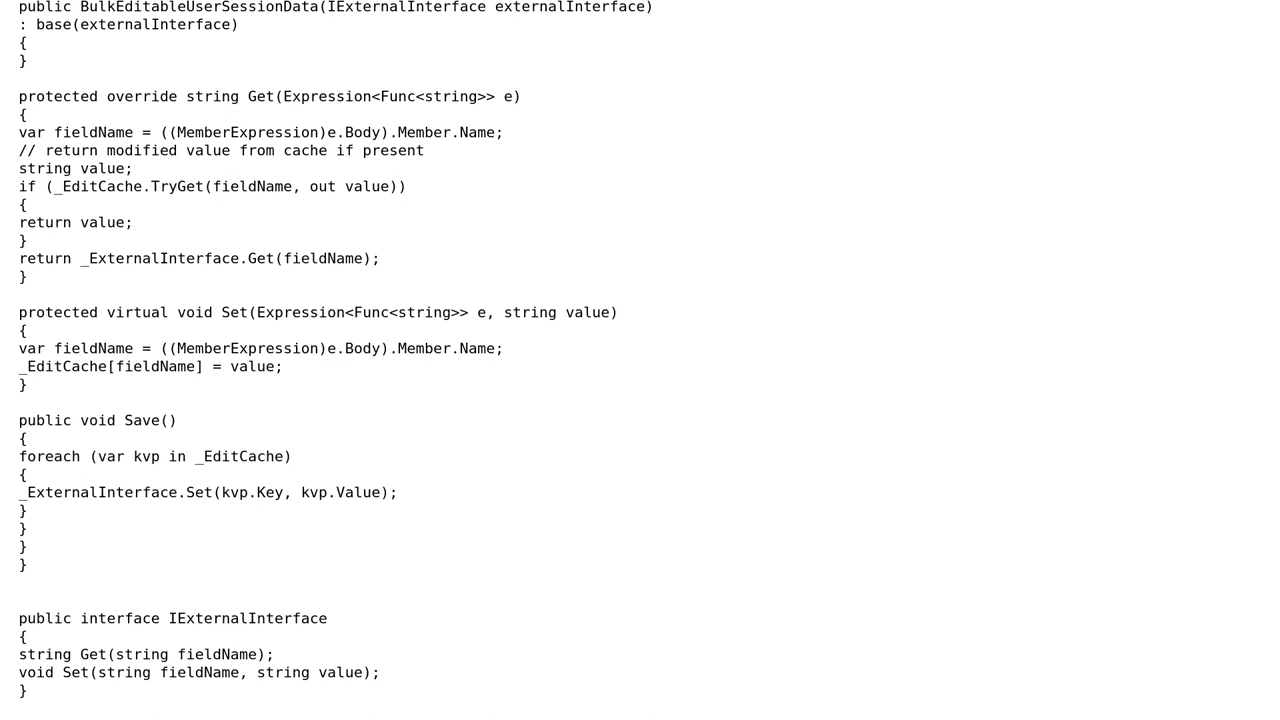 public BulkEditableUserSessionData(IExternalInterface externalInterface)
: base(externalInterface)
{
}
protected override string Get(Expression<Func<string>> e)
{
var fieldName = ((MemberExpression)e.Body).Member.Name;
// return modified value from cache if present
string value;
if (_EditCache.TryGet(fieldName, out value))
{
return value;
}
return _ExternalInterface.Get(fieldName);
}
protected virtual void Set(Expression<Func<string>> e, string value)
{
var fieldName = ((MemberExpression)e.Body).Member.Name;
_EditCache[fieldName] = value;
}
public void Save()
{
foreach (var kvp in _EditCache)
{
_ExternalInterface.Set(kvp.Key, kvp.Value);
}
}
}
}
public interface IExternalInterface
{
string Get(string fieldName);
void Set(string fieldName, string value);
}